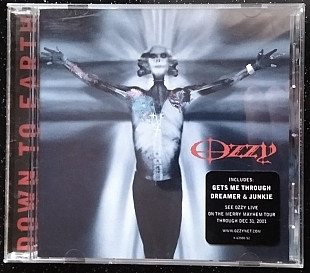 DOWN TO EARTH
OZZY
INCLUDES:
GETS ME THROUGH
DREAMER & JUNKIE
SEE OZZY LIVE
ON THE MERRY MAYHEM TOUR
THROUGH DEC 31, 2001
WWW.OZZYNET.COM